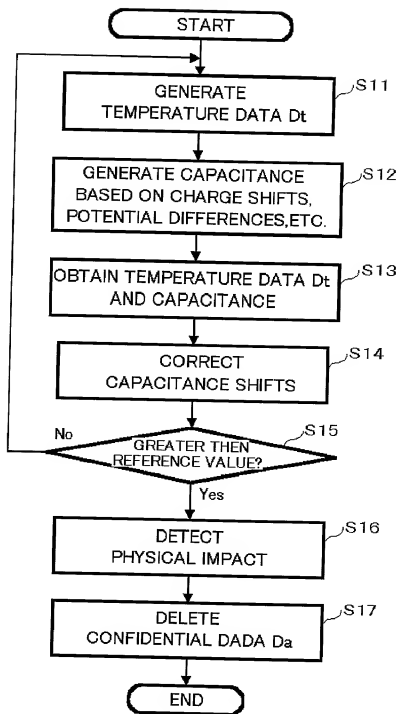 START
GENERATE
TEMPERATURE DATA Dt
S11
GENERATE CAPACITANCE
BASED ON CHARGE SHIFTS,
POTENTIAL DIFFERENCES,ETC.
S12
OBTAIN TEMPERATURE DATA Dt
AND CAPACITANCE
S13
CORRECT
CAPACITANCE SHIFTS
S14
GREATER THEN
REFERENCE VALUE?
S15
No
Yes
DETECT
PHYSICAL IMPACT
S16
DELETE
CONFIDENTIAL DADA Da
S17
END